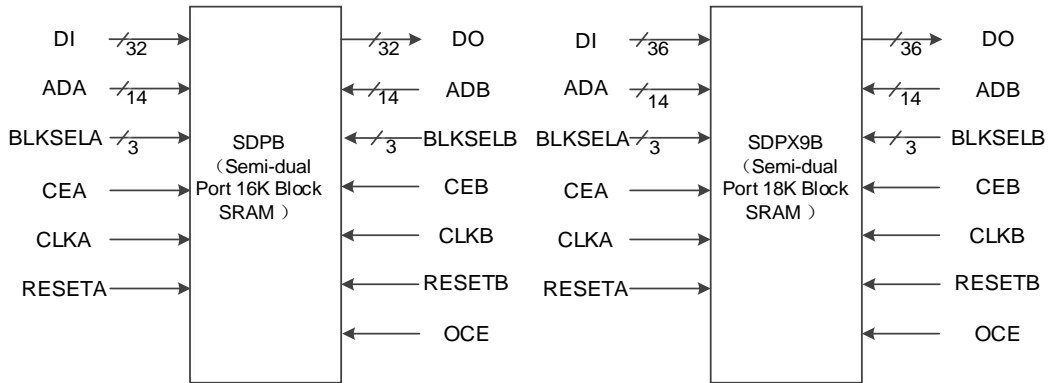 DI 32 32 DO DI 36 36 DO
ADA 14 14 ADB ADA 14 14 ADB
BLKSELA 3 3 BLKSELB BLKSELA 3 3 BLKSELB
SDPB
（Semi-dual
Port 16K Block
SRAM ）
SDPX9B
（Semi-dual
Port 18K Block
SRAM ）
CEA CEB CEA CEB
CLKA CLKB CLKA CLKB
RESETA RESETB RESETA RESETB
OCE OCE